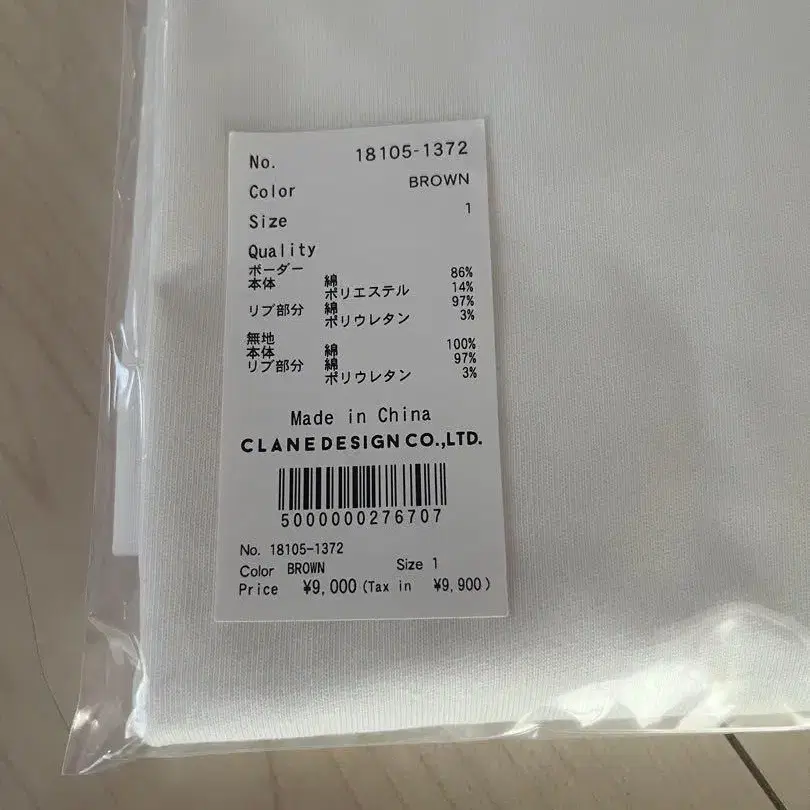 No. 18105-1372
Color BROWN
Size 1
Quality
ボーダー
本体 綿 86%
ポリエステル 14%
リブ部分 綿 97%
ポリウレタン 3%
無地
本体 綿 100%
リブ部分 綿 97%
ポリウレタン 3%
Made in China
CLANE DESIGN CO.,LTD.
5000000276707
No. 18105-1372
Color BROWN Size 1
Price ¥9,000 (Tax in ¥9,900)